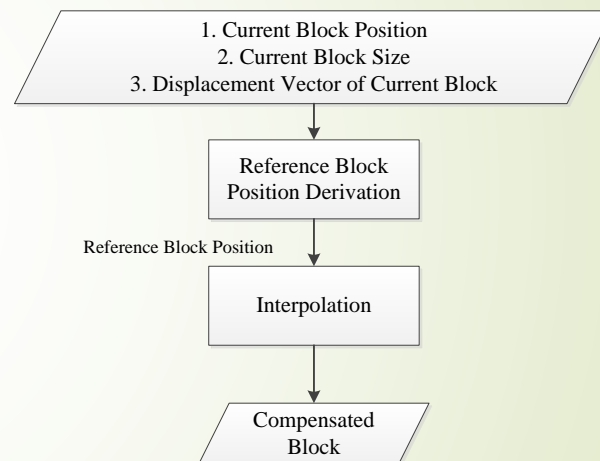 1. Current Block Position
2. Current Block Size
3. Displacement Vector of Current Block
Reference Block
Position Derivation
Reference Block Position
Interpolation
Compensated
Block